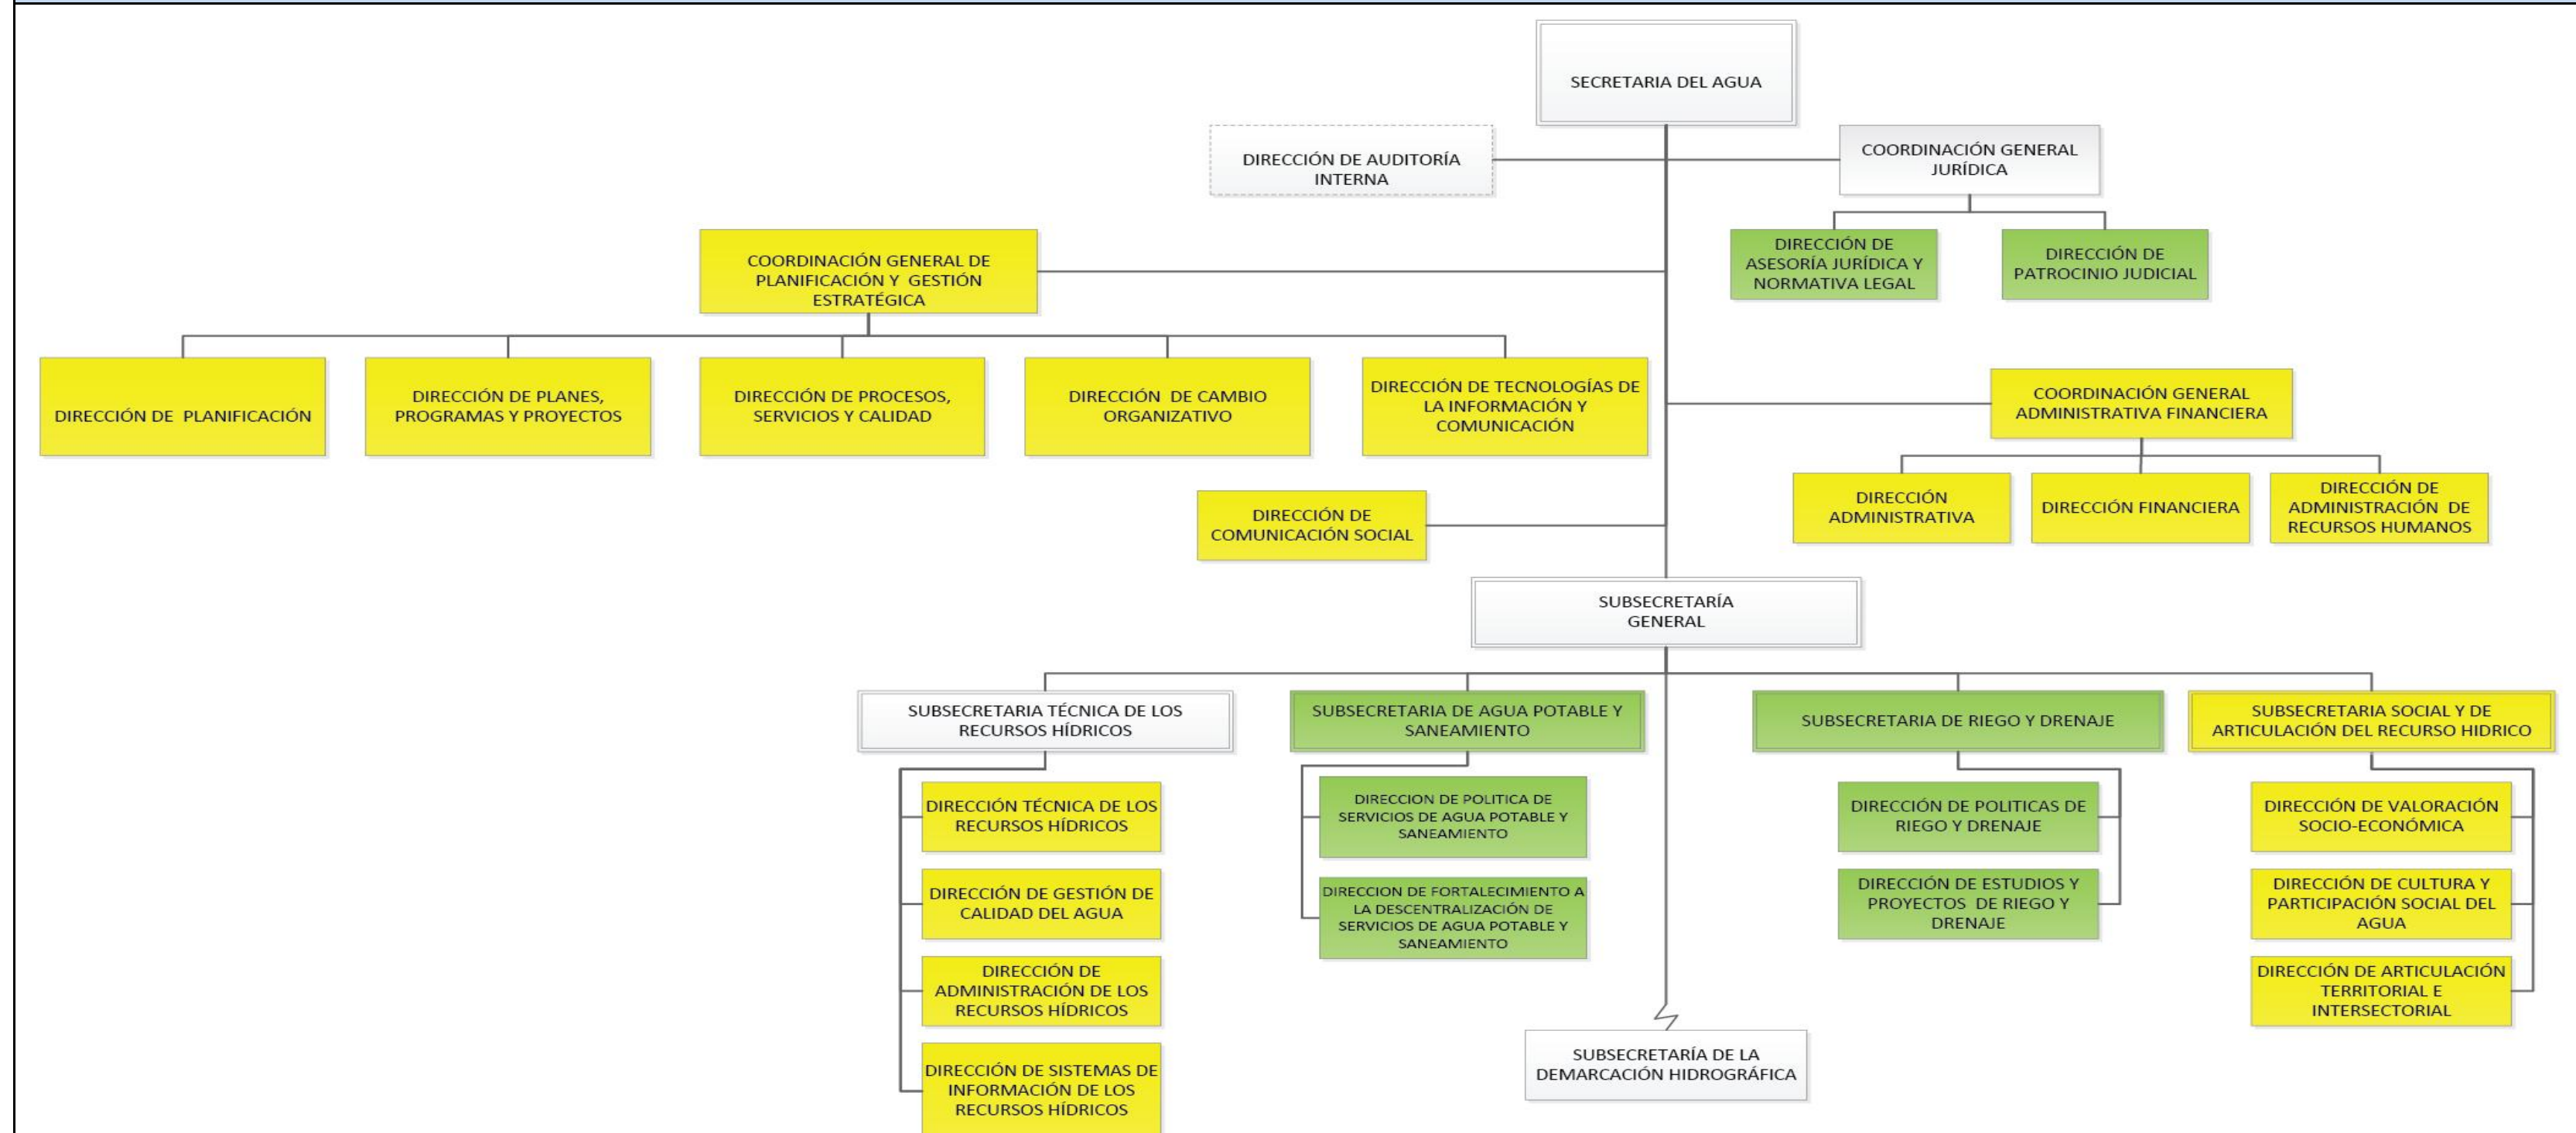 SECRETARIA DEL AGUA
DIRECCIÓN DE AUDITORÍA
INTERNA
COORDINACIÓN GENERAL
JURÍDICA
DIRECCIÓN DE
ASESORÍA JURÍDICA Y
NORMATIVA LEGAL
DIRECCIÓN DE
PATROCINIO JUDICIAL
COORDINACIÓN GENERAL DE
PLANIFICACIÓN Y GESTIÓN
ESTRATÉGICA
DIRECCIÓN DE PLANIFICACIÓN
DIRECCIÓN DE PLANES,
PROGRAMAS Y PROYECTOS
DIRECCIÓN DE PROCESOS,
SERVICIOS Y CALIDAD
DIRECCIÓN DE CAMBIO
ORGANIZATIVO
DIRECCIÓN DE TECNOLOGÍAS DE
LA INFORMACIÓN Y
COMUNICACIÓN
COORDINACIÓN GENERAL
ADMINISTRATIVA FINANCIERA
DIRECCIÓN
ADMINISTRATIVA
DIRECCIÓN FINANCIERA
DIRECCIÓN DE
ADMINISTRACIÓN DE
RECURSOS HUMANOS
DIRECCIÓN DE
COMUNICACIÓN SOCIAL
SUBSECRETARÍA
GENERAL
SUBSECRETARIA TÉCNICA DE LOS
RECURSOS HÍDRICOS
DIRECCIÓN TÉCNICA DE LOS
RECURSOS HÍDRICOS
DIRECCIÓN DE GESTIÓN DE
CALIDAD DEL AGUA
DIRECCIÓN DE
ADMINISTRACIÓN DE LOS
RECURSOS HÍDRICOS
DIRECCIÓN DE SISTEMAS DE
INFORMACIÓN DE LOS
RECURSOS HÍDRICOS
SUBSECRETARIA DE AGUA POTABLE Y
SANEAMIENTO
DIRECCION DE POLITICA DE
SERVICIOS DE AGUA POTABLE Y
SANEAMIENTO
DIRECCION DE FORTALECIMIENTO A
LA DESCENTRALIZACIÓN DE
SERVICIOS DE AGUA POTABLE Y
SANEAMIENTO
SUBSECRETARIA DE RIEGO Y DRENAJE
DIRECCIÓN DE POLITICAS DE
RIEGO Y DRENAJE
DIRECCIÓN DE ESTUDIOS Y
PROYECTOS DE RIEGO Y
DRENAJE
SUBSECRETARIA SOCIAL Y DE
ARTICULACIÓN DEL RECURSO HIDRICO
DIRECCIÓN DE VALORACIÓN
SOCIO-ECONÓMICA
DIRECCIÓN DE CULTURA Y
PARTICIPACIÓN SOCIAL DEL
AGUA
DIRECCIÓN DE ARTICULACIÓN
TERRITORIAL E
INTERSECTORIAL
SUBSECRETARÍA DE LA
DEMARCACIÓN HIDROGRÁFICA